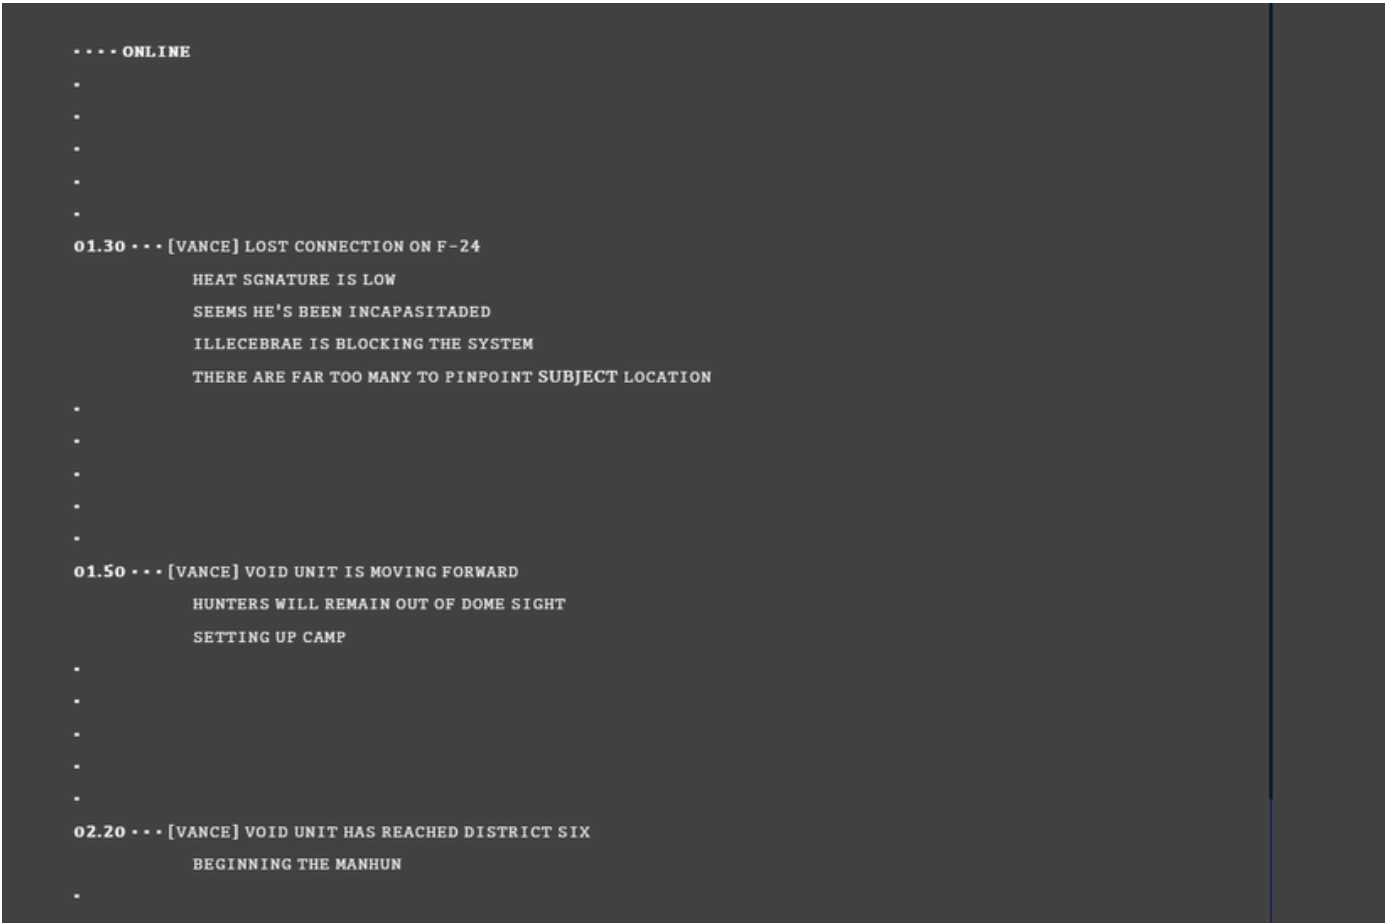 ▪ ▪ ▪ ▪ ONLINE
▪
▪
▪
▪
▪
01.30 ▪ ▪ ▪ [VANCE] LOST CONNECTION ON F-24
HEAT SGNATURE IS LOW
SEEMS HE'S BEEN INCAPASITADED
ILLECEBRAE IS BLOCKING THE SYSTEM
THERE ARE FAR TOO MANY TO PINPOINT SUBJECT LOCATION
▪
▪
▪
▪
▪
01.50 ▪ ▪ ▪ [VANCE] VOID UNIT IS MOVING FORWARD
HUNTERS WILL REMAIN OUT OF DOME SIGHT
SETTING UP CAMP
▪
▪
▪
▪
▪
02.20 ▪ ▪ ▪ [VANCE] VOID UNIT HAS REACHED DISTRICT SIX
BEGINNING THE MANHUN
▪